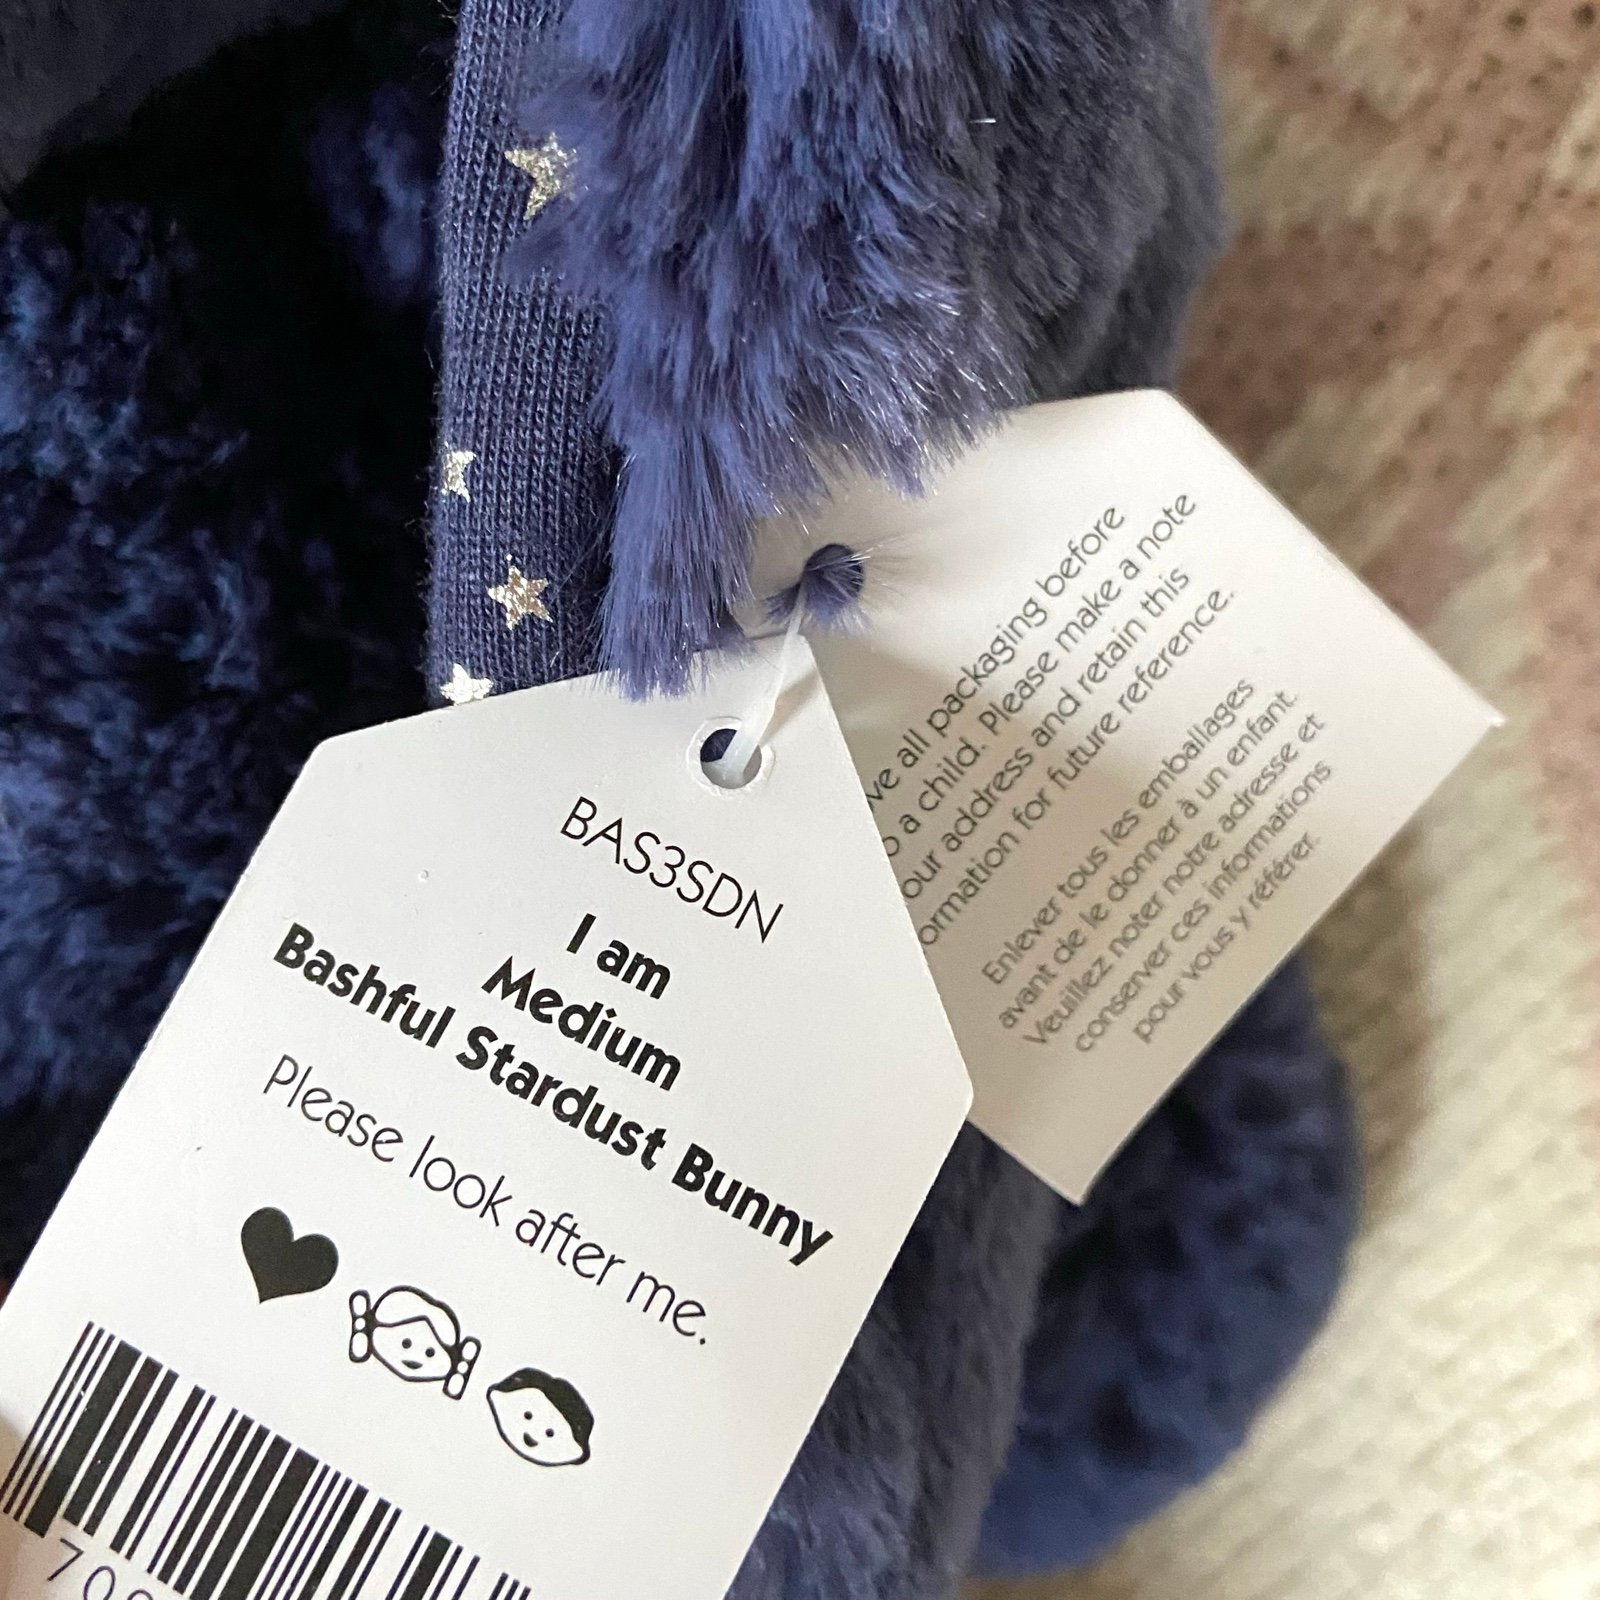 BAS3SDN
I am
Medium
Bashful Stardust Bunny
Please look after me.
all packaging before
a child. Please make a note
our address and retain this
for future reference.
Enlever tous les emballages
avant de le donner à un enfant.
Veuillez noter notre adresse et
conserver ces informations
pour vous y référer.